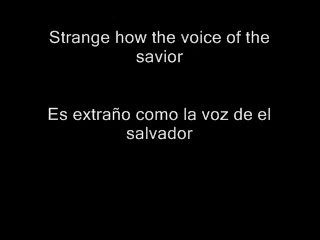 Strange how the voice of the
savior
Es extraño como la voz de el
salvador